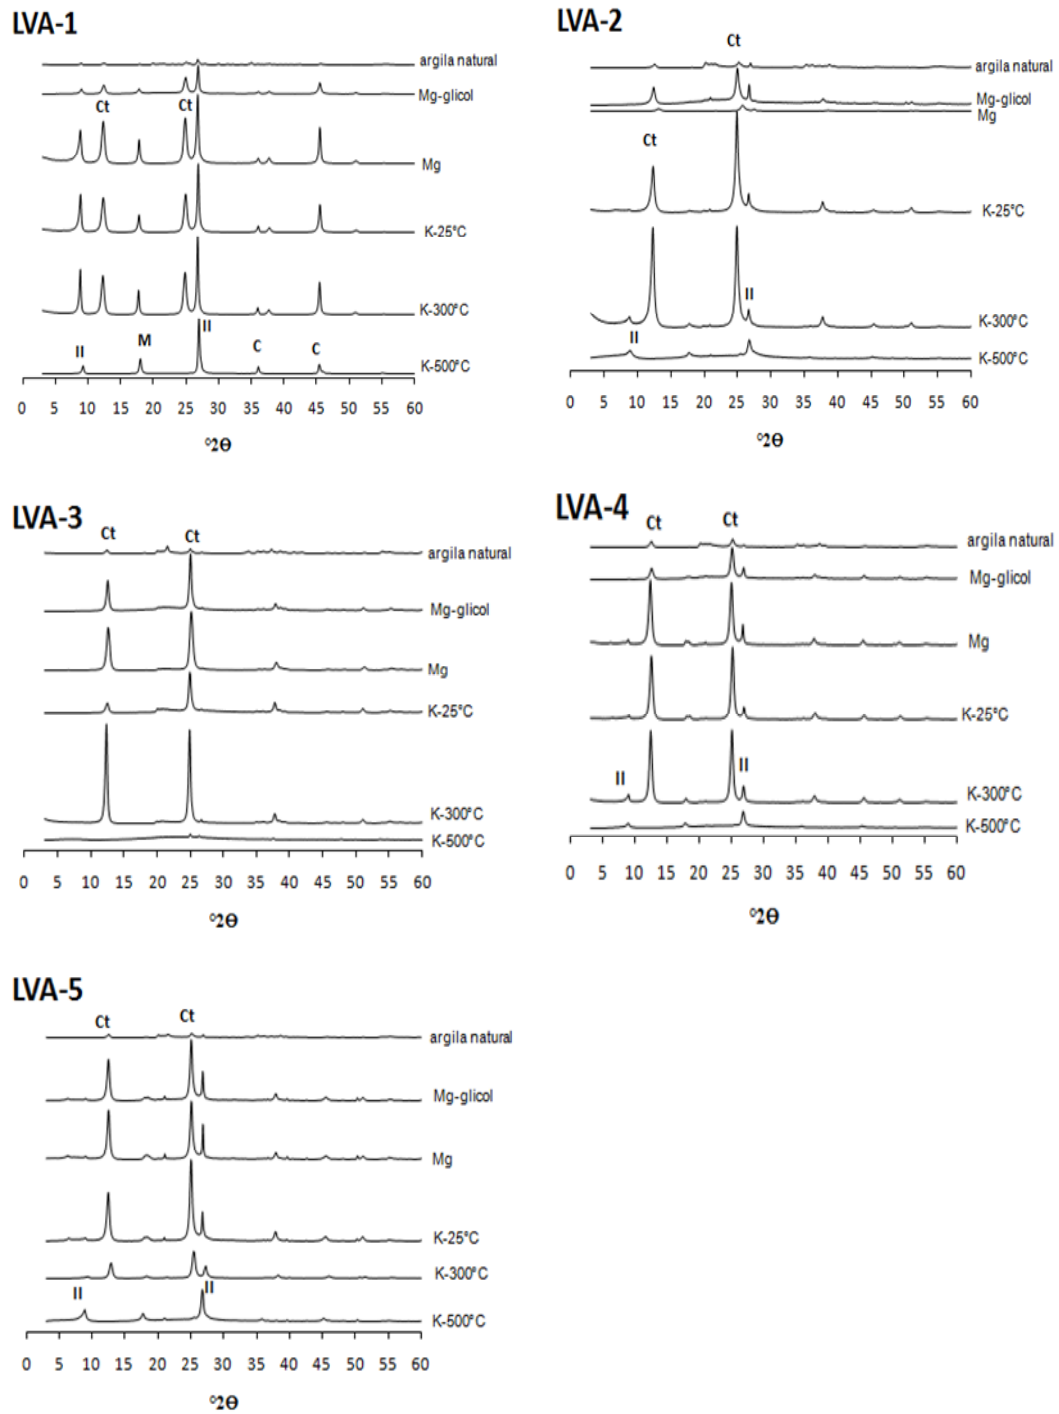 LVA-1
argila natural
Mg-glicol
Ct Ct
Mg
K-25°C
K-300°C
Il M Il C C
K-500°C
0 5 10 15 20 25 30 35 40 45 50 55 60
°2Θ
LVA-2
Ct
argila natural
Mg-glicol
Mg
Ct
K-25°C
Il
K-300°C
Il
K-500°C
0 5 10 15 20 25 30 35 40 45 50 55 60
°2Θ
LVA-3
Ct Ct
argila natural
Mg-glicol
Mg
K-25°C
K-300°C
K-500°C
0 5 10 15 20 25 30 35 40 45 50 55 60
°2Θ
LVA-4
Ct Ct
argila natural
Mg-glicol
Mg
K-25°C
Il Il
K-300°C
K-500°C
0 5 10 15 20 25 30 35 40 45 50 55 60
°2Θ
LVA-5
Ct Ct
argila natural
Mg-glicol
Mg
K-25°C
K-300°C
Il Il
K-500°C
0 5 10 15 20 25 30 35 40 45 50 55 60
°2Θ